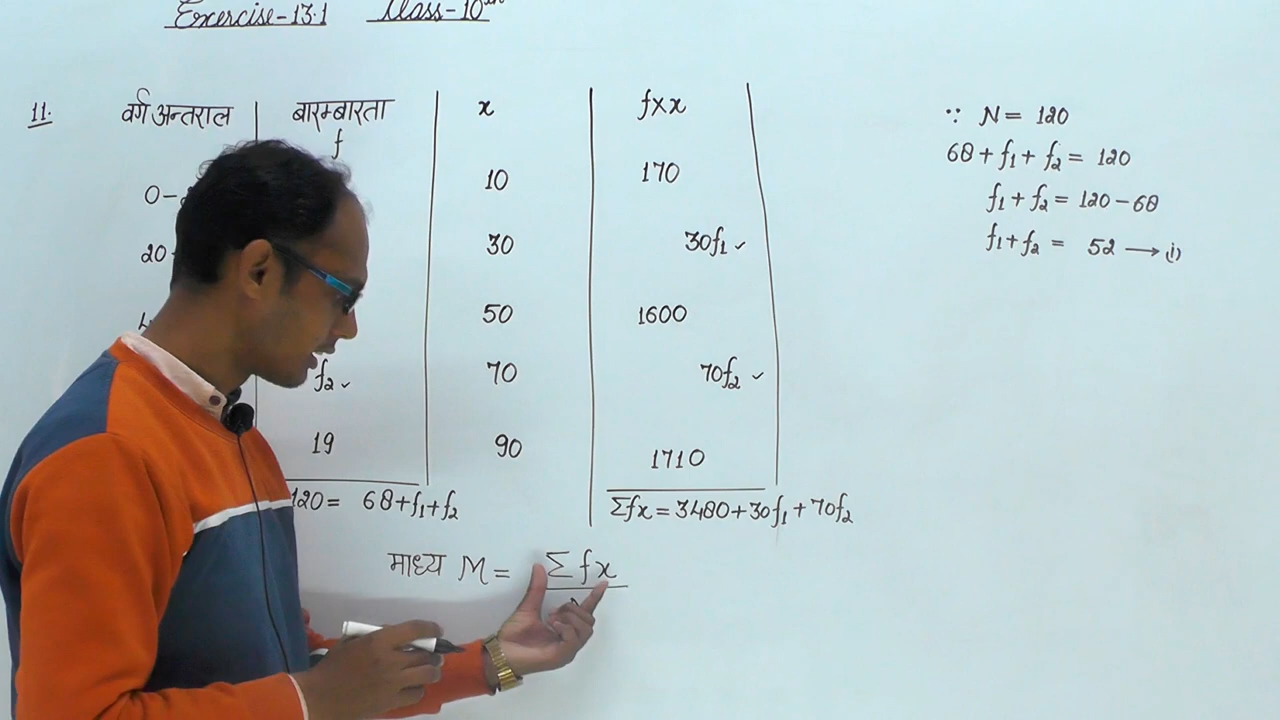 Exercise-13.1 Class-10th
11. वर्ग अन्तराल बारम्बारता x f×x
f
0- 10 170
20 30 30f₁ ✓
50 1600
f₂ ✓ 70 70f₂ ✓
19 90 1710
120 = 68+f₁+f₂ Σfx = 3480+30f₁+70f₂
माध्य M = Σfx
∵ N = 120
68+f₁+f₂ = 120
f₁+f₂ = 120-68
f₁+f₂ = 52 ⟶ (i)